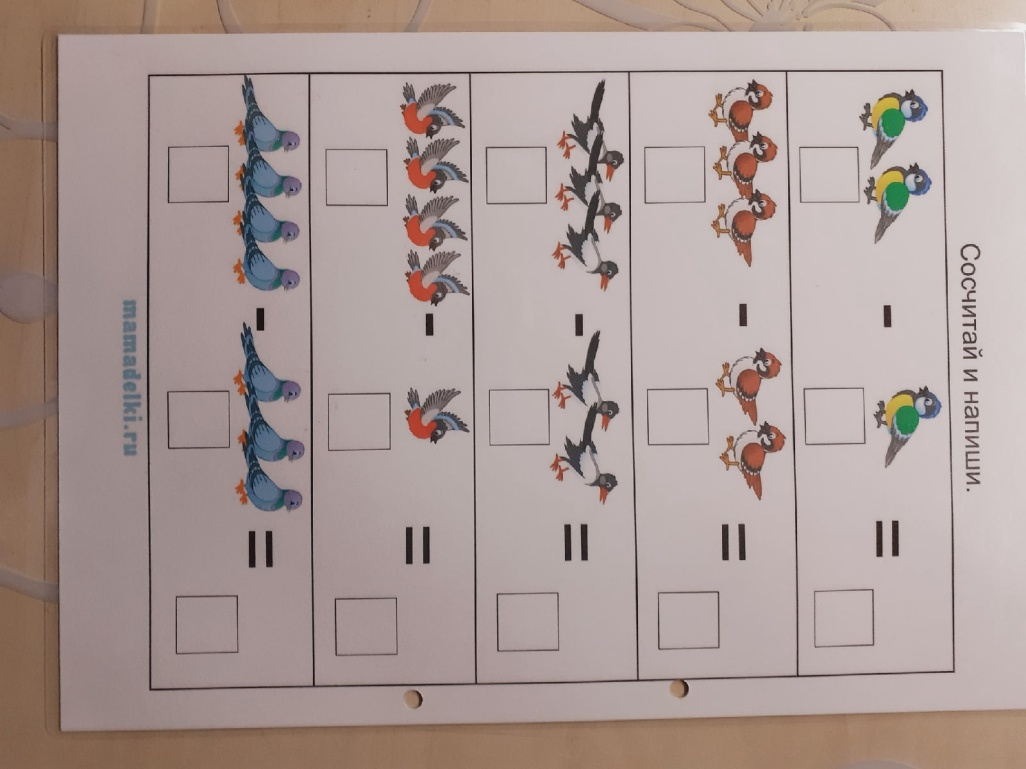 Сосчитай и напиши.
- =
- =
- =
- =
- =
mamadelki.ru